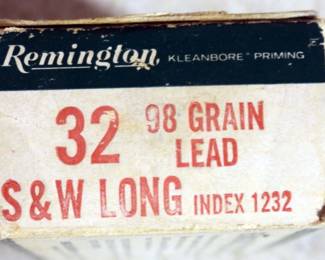 Remington KLEANBORE PRIMING
32 98 GRAIN
LEAD
S & W LONG INDEX 1232